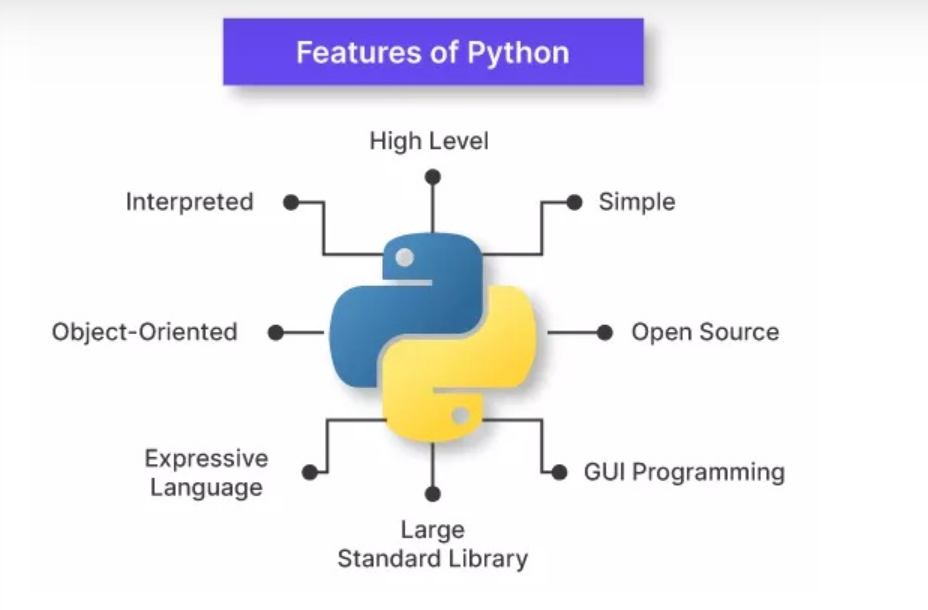 Features of Python
High Level
Interpreted
Simple
Object-Oriented
Open Source
Expressive
Language
GUI Programming
Large
Standard Library